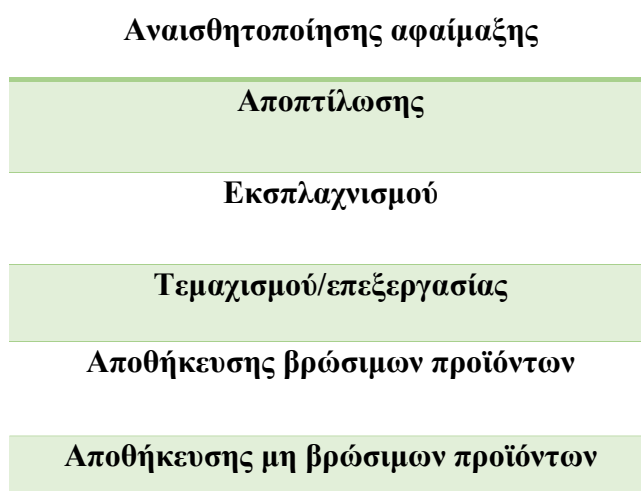 Αναισθητοποίησης αφαίμαξης
Αποπτίλωσης
Εκσπλαχνισμού
Τεμαχισμού/επεξεργασίας
Αποθήκευσης βρώσιμων προϊόντων
Αποθήκευσης μη βρώσιμων προϊόντων